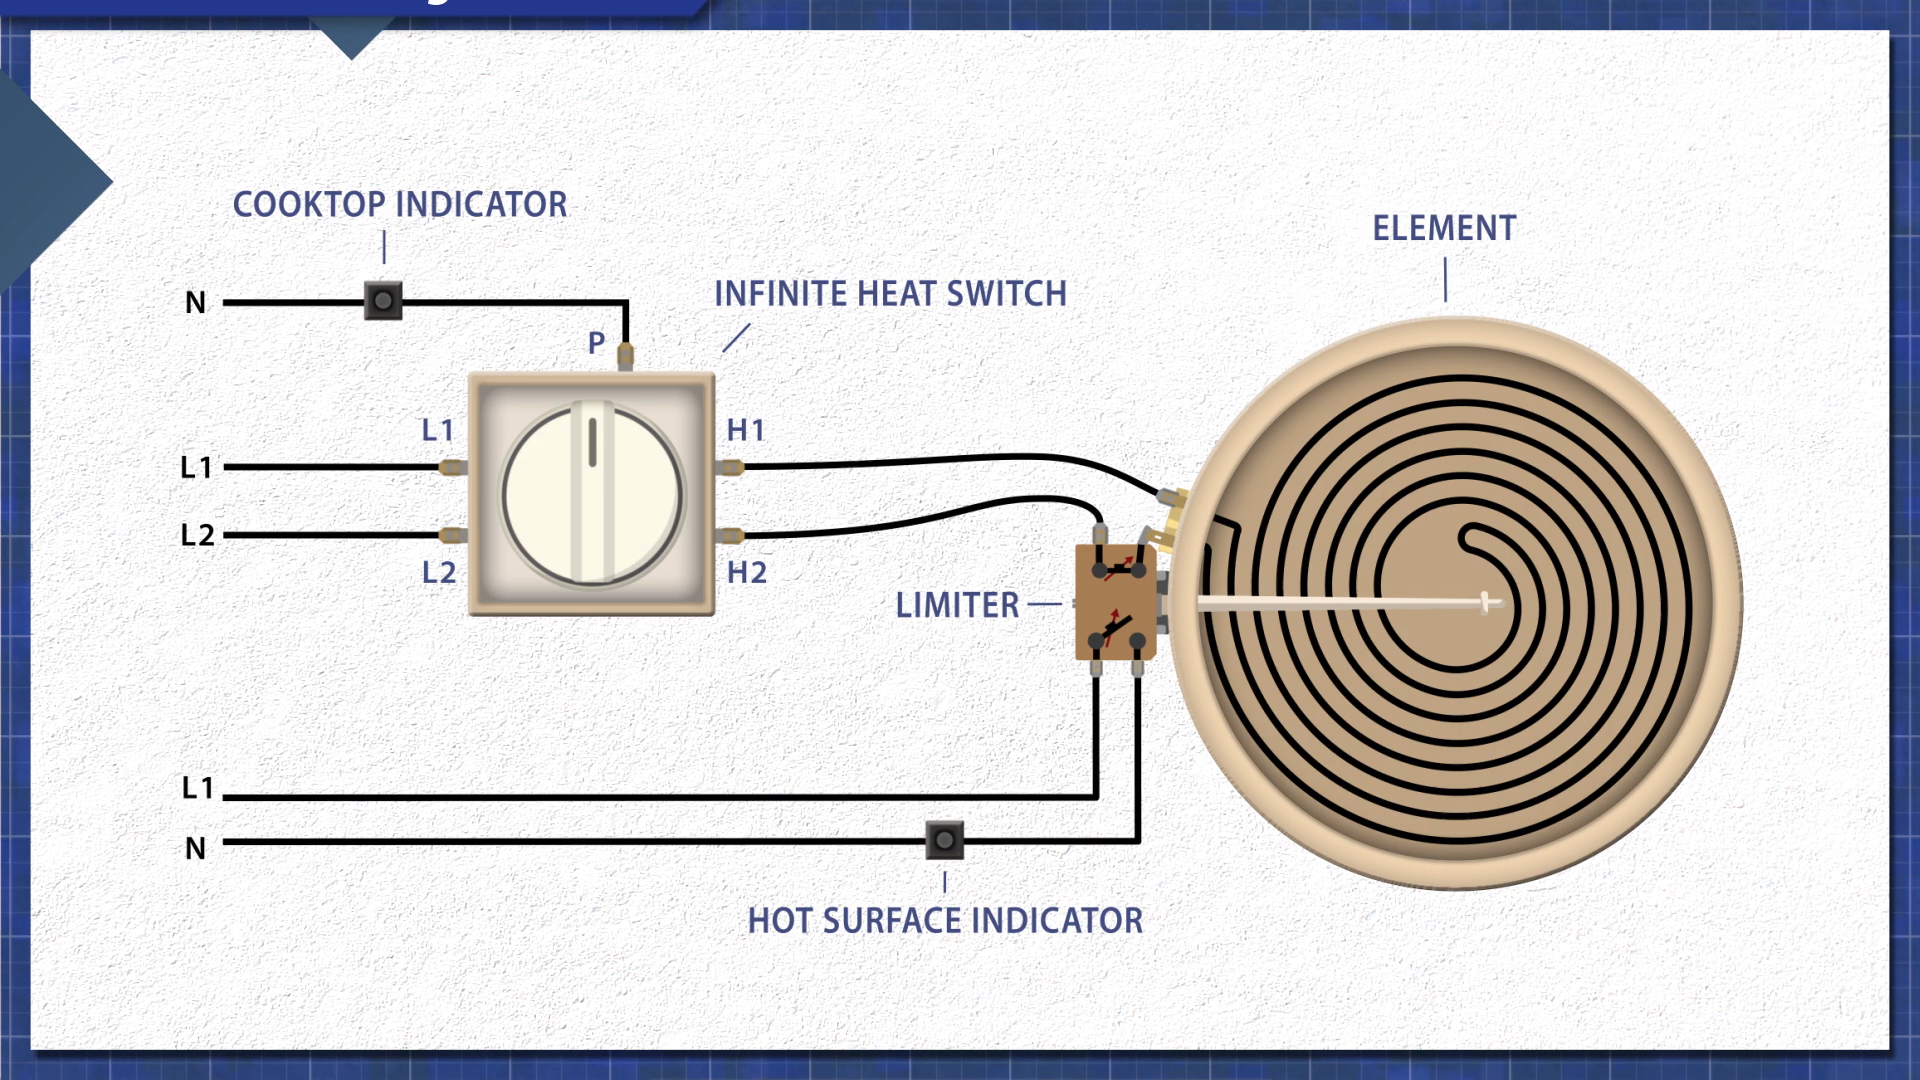 COOKTOP INDICATOR
ELEMENT
N
INFINITE HEAT SWITCH
P
L1
H1
L1
L2
L2
H2
LIMITER
L1
N
HOT SURFACE INDICATOR